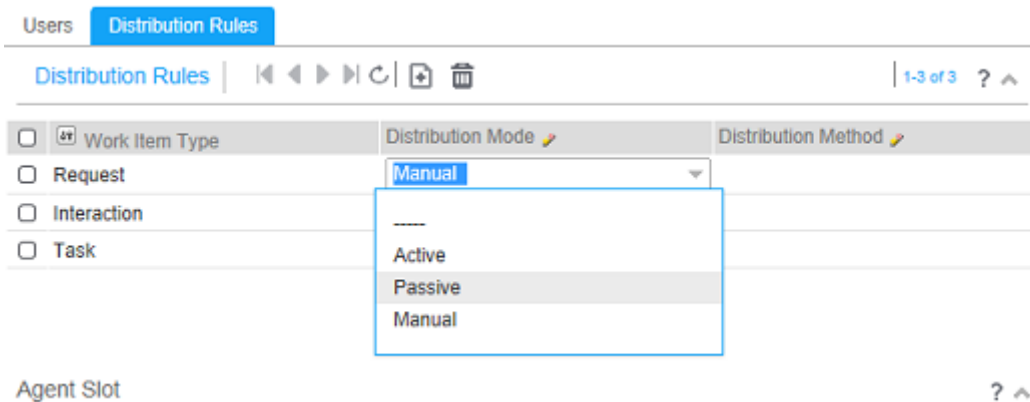 Users Distribution Rules
Distribution Rules 1-3 of 3 ?
Work Item Type Distribution Mode Distribution Method
Request Manual
Interaction
-----
Task
Active
Passive
Manual
Agent Slot ?